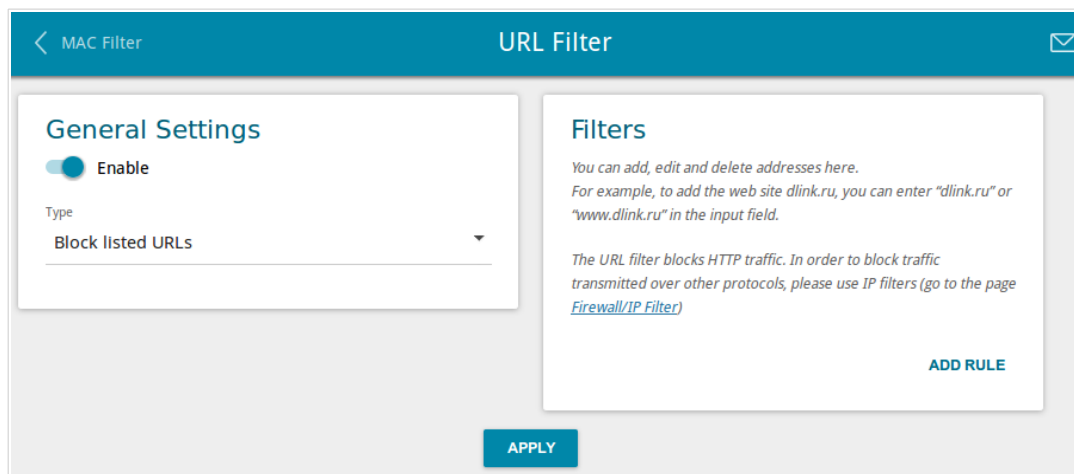 MAC Filter
URL Filter
General Settings
Enable
Type
Block listed URLs
Filters
You can add, edit and delete addresses here.
For example, to add the web site dlink.ru, you can enter “dlink.ru” or
“www.dlink.ru” in the input field.
The URL filter blocks HTTP traffic. In order to block traffic
transmitted over other protocols, please use IP filters (go to the page
Firewall/IP Filter)
ADD RULE
APPLY